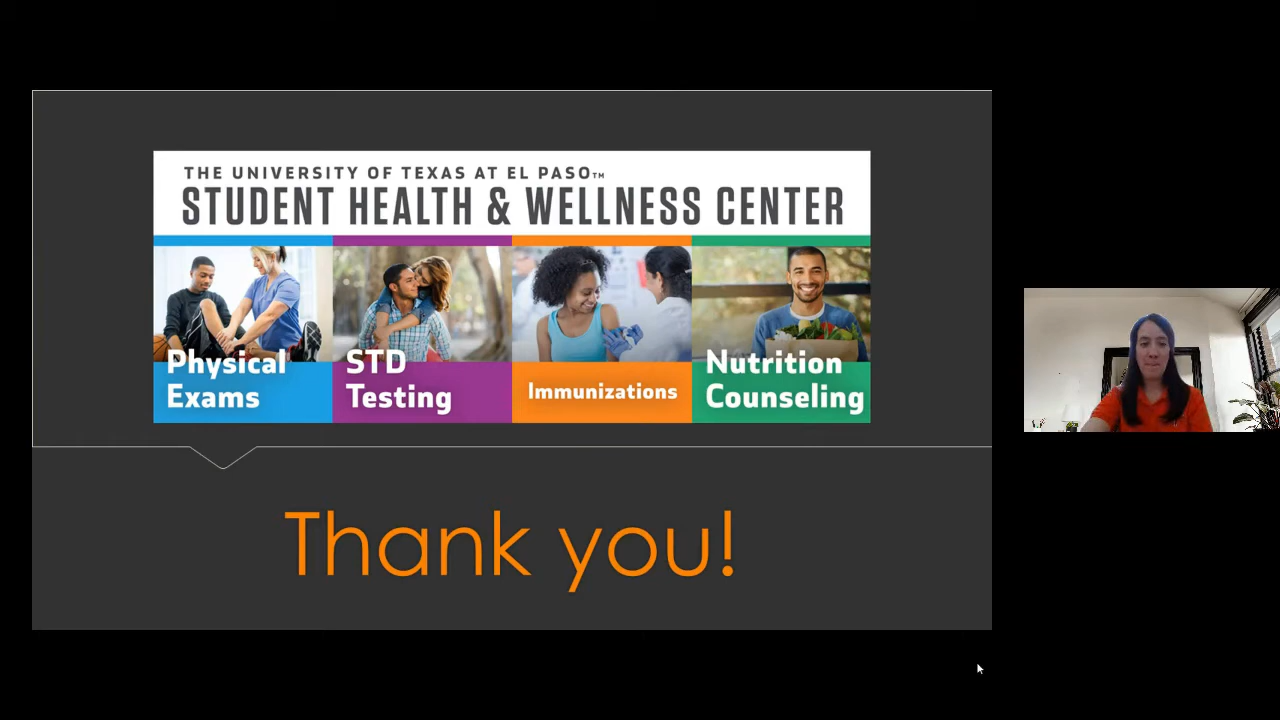 THE UNIVERSITY OF TEXAS AT EL PASO™
STUDENT HEALTH & WELLNESS CENTER
Physical
Exams
STD
Testing
Immunizations
Nutrition
Counseling
Thank you!